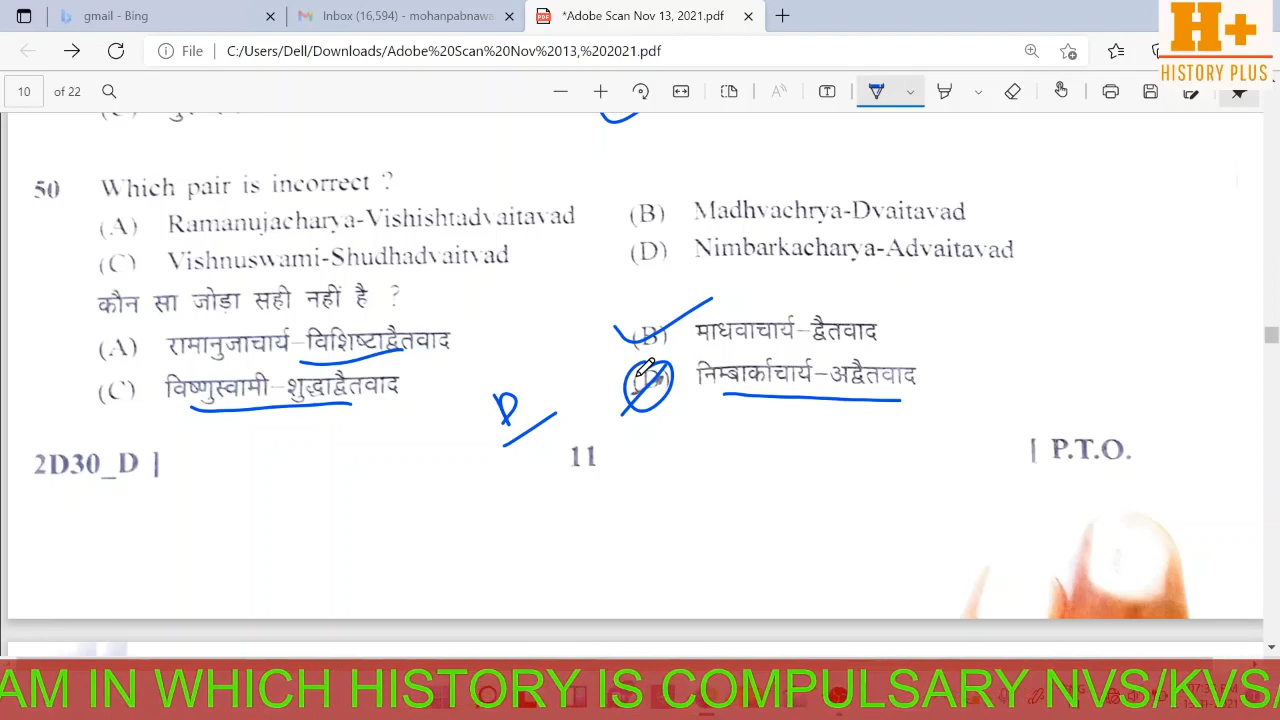 gmail - Bing
Inbox (16,594) - mohanpabnawa
*Adobe Scan Nov 13, 2021.pdf
File
C:/Users/Dell/Downloads/Adobe%20Scan%20Nov%2013,%202021.pdf
H+
HISTORY PLUS
10 of 22
50 Which pair is incorrect ?
(A) Ramanujacharya-Vishishtadvaitavad
(B) Madhvachrya-Dvaitavad
(C) Vishnuswami-Shudhadvaitvad
(D) Nimbarkacharya-Advaitavad
कौन सा जोड़ा सही नहीं है ?
(A) रामानुजाचार्य-विशिष्टाद्वैतवाद
(B) माधवाचार्य-द्वैतवाद
(C) विष्णुस्वामी-शुद्धाद्वैतवाद
(D) निम्बार्काचार्य-अद्वैतवाद
D
2D30_D ]
11
[ P.T.O.
AM IN WHICH HISTORY IS COMPULSARY NVS/KVS/